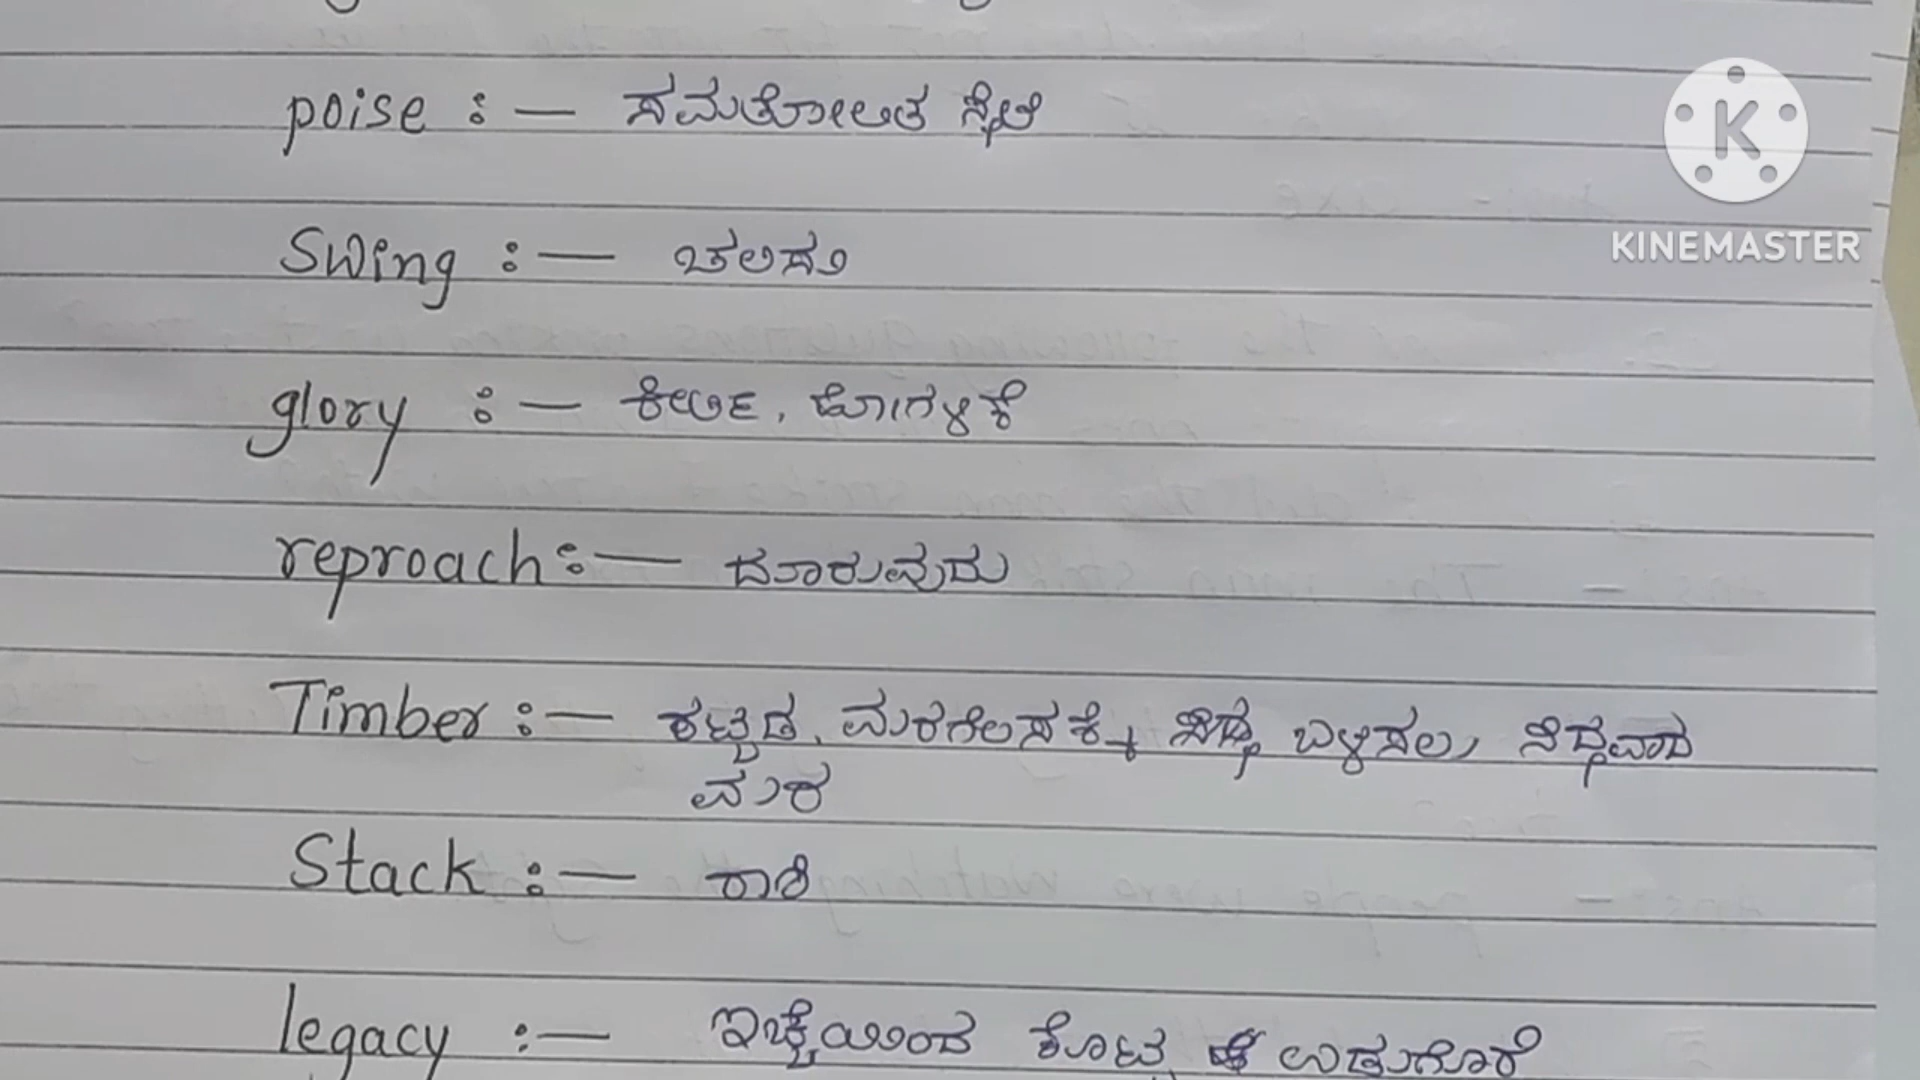 poise :— ಸಮತೋಲಿತ ಸ್ಥಿತಿ
K
KINEMASTER
Swing :— ಚಲಿಸು
glory :— ಕೀರ್ತಿ, ಹೊಗಳಿಕೆ
reproach :— ದೂರುವುದು
Timber :— ಕಟ್ಟಡ, ಮರಗೆಲಸಕ್ಕೆ ಬಳಸಲು ಸಿದ್ಧವಾದ
ಮರ
Stack :— ರಾಶಿ
legacy :— ಇಚ್ಛೆಯಿಂದ ಕೊಟ್ಟ ಉಡುಗೊರೆ